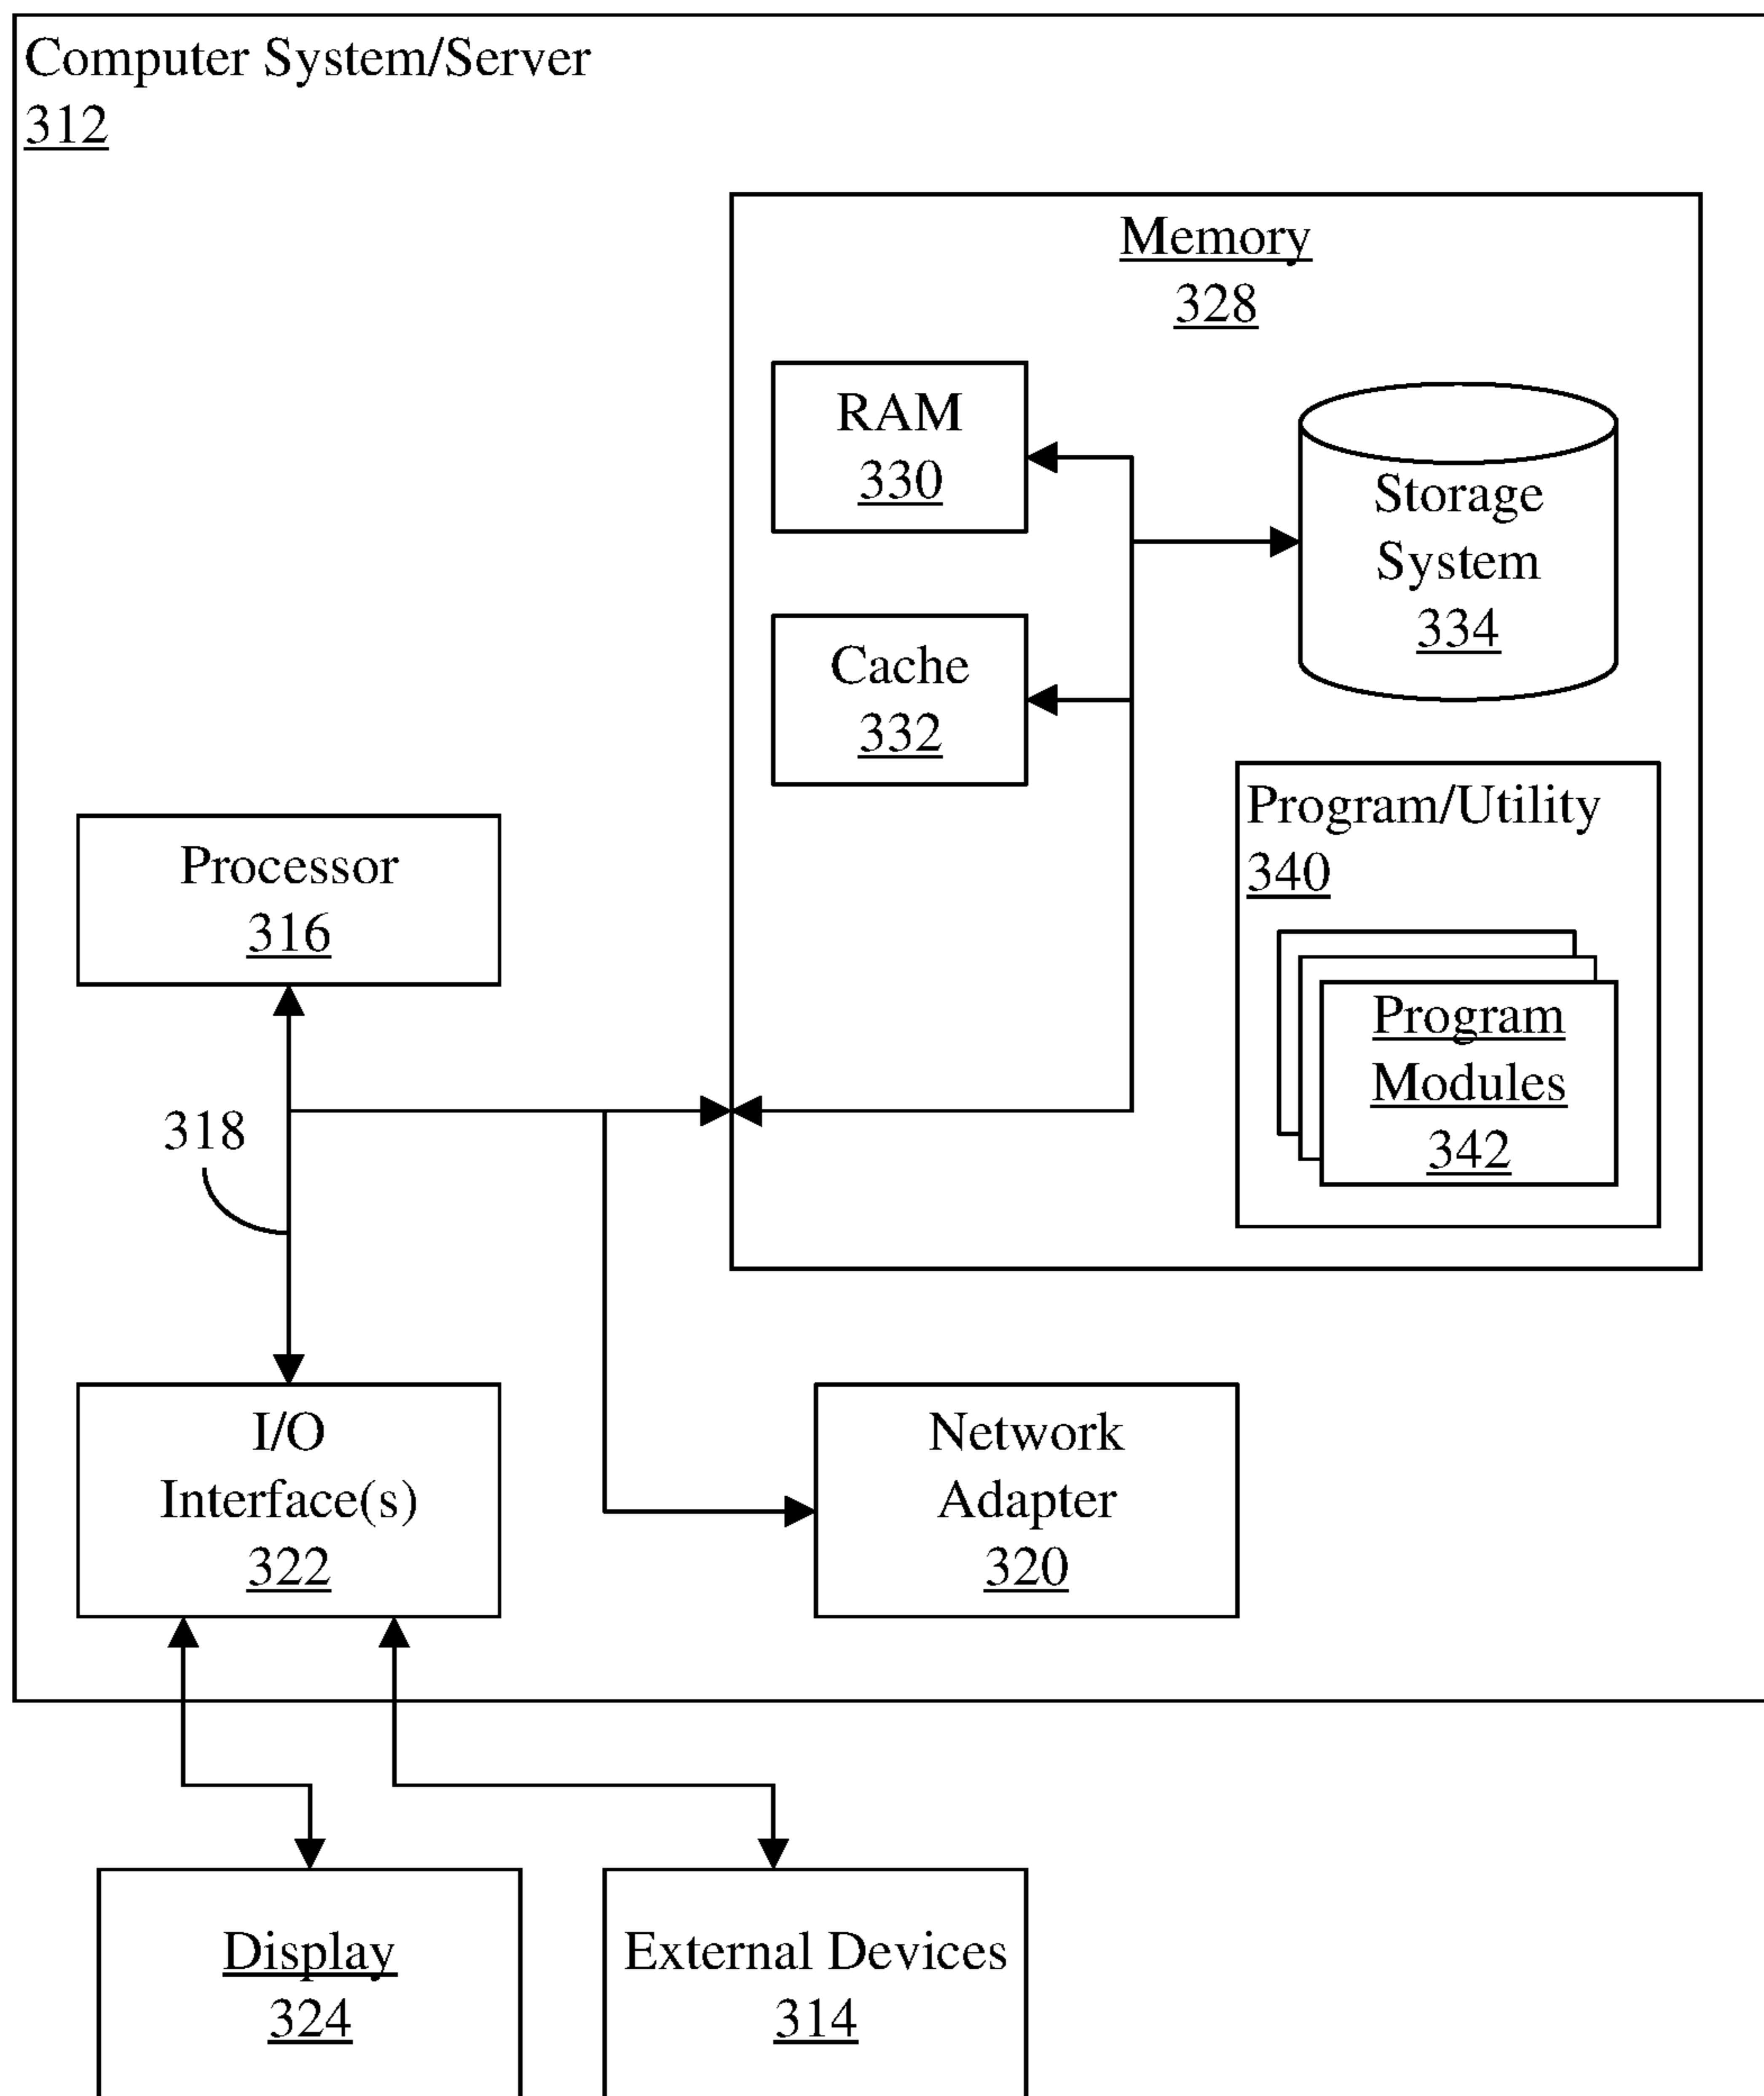 Computer System/Server
312
Memory
328
RAM
330
Storage
System
334
Cache
332
Program/Utility
340
Processor
316
Program
Modules
342
318
I/O
Interface(s)
322
Network
Adapter
320
Display
324
External Devices
314